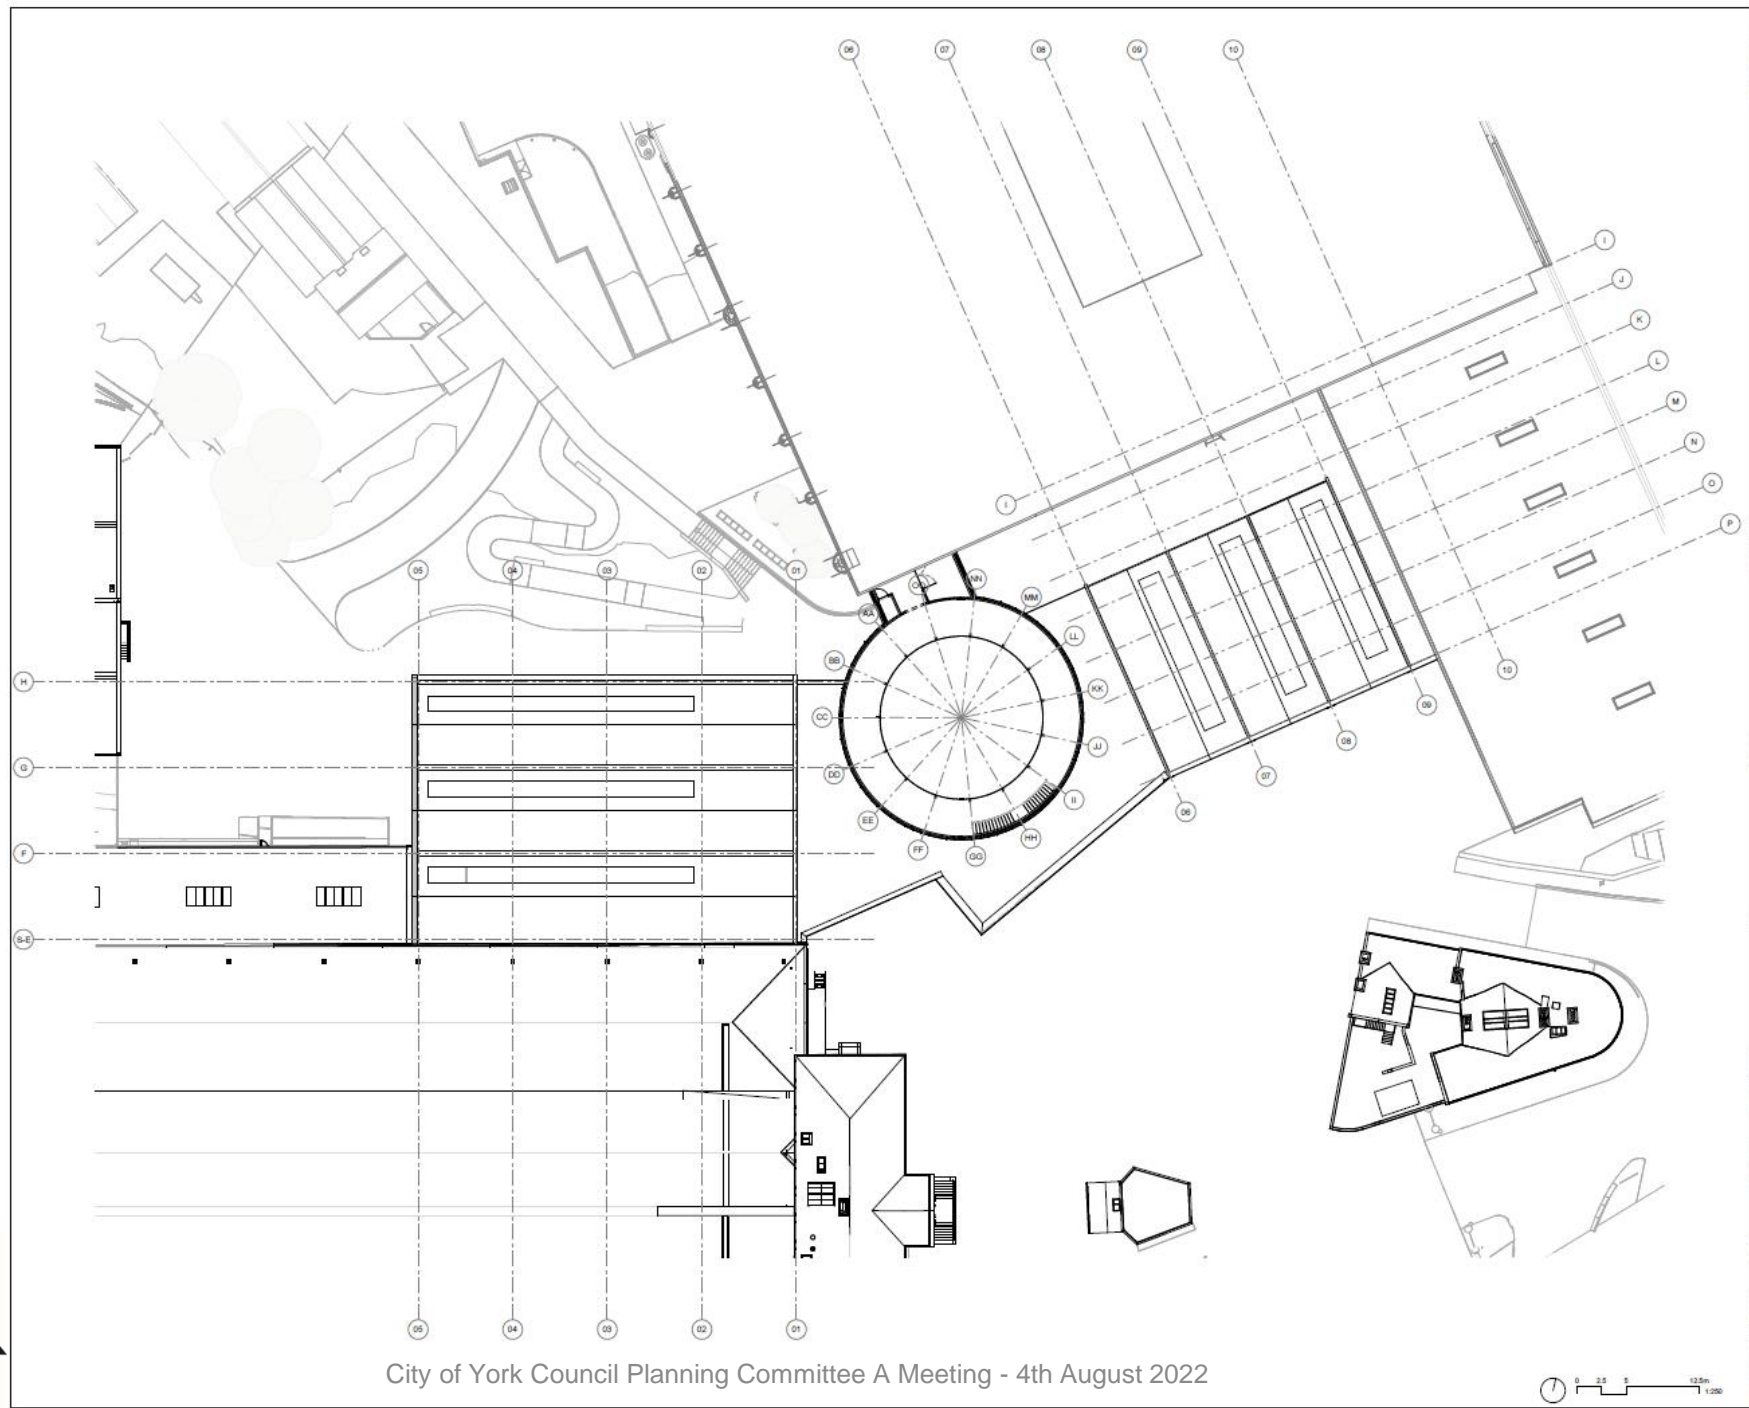 06 07 08 09 10
I
J
K
L
M
N
O
P
I
05 04 03 02 01
OO NN
MM
AA
LL
BB
KK
CC
JJ
DD
II
EE
HH
FF
GG
H
G
F
S-E
10
09
08
07
06
05 04 03 02 01
City of York Council Planning Committee A Meeting - 4th August 2022
0 2.5 5 12.5m
1:250